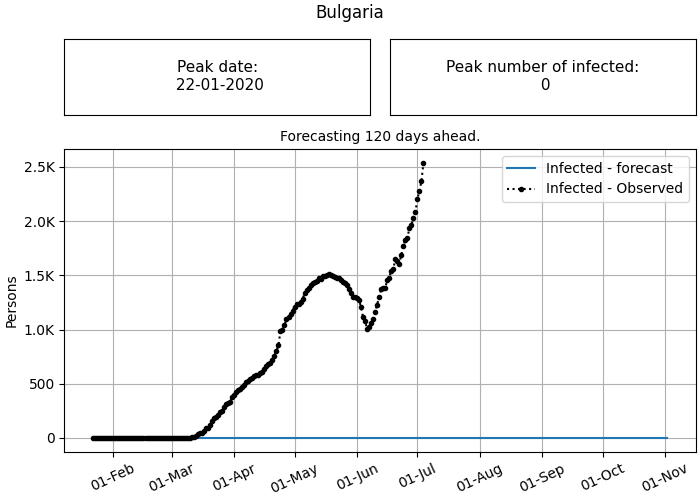 Bulgaria
Peak date:
22-01-2020
Peak number of infected:
0
Forecasting 120 days ahead.
Infected - forecast
Infected - Observed
Persons
2.5K
2.0K
1.5K
1.0K
500
0
01-Feb
01-Mar
01-Apr
01-May
01-Jun
01-Jul
01-Aug
01-Sep
01-Oct
01-Nov